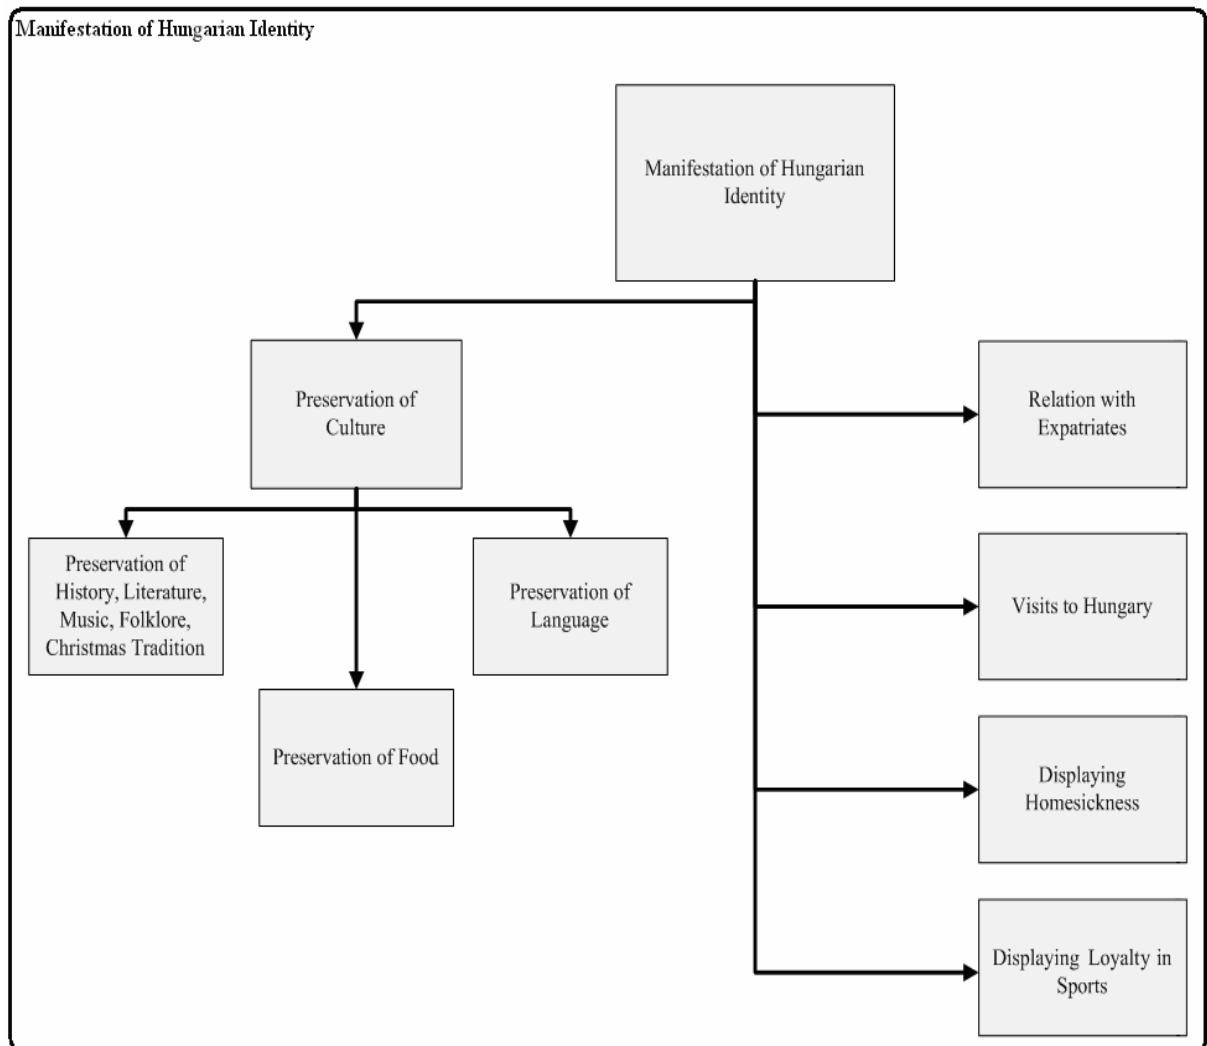 Manifestation of Hungarian Identity
Manifestation of Hungarian
Identity
Preservation of
Culture
Relation with
Expatriates
Preservation of
History, Literature,
Music, Folklore,
Christmas Tradition
Preservation of
Language
Visits to Hungary
Preservation of Food
Displaying
Homesickness
Displaying Loyalty in
Sports